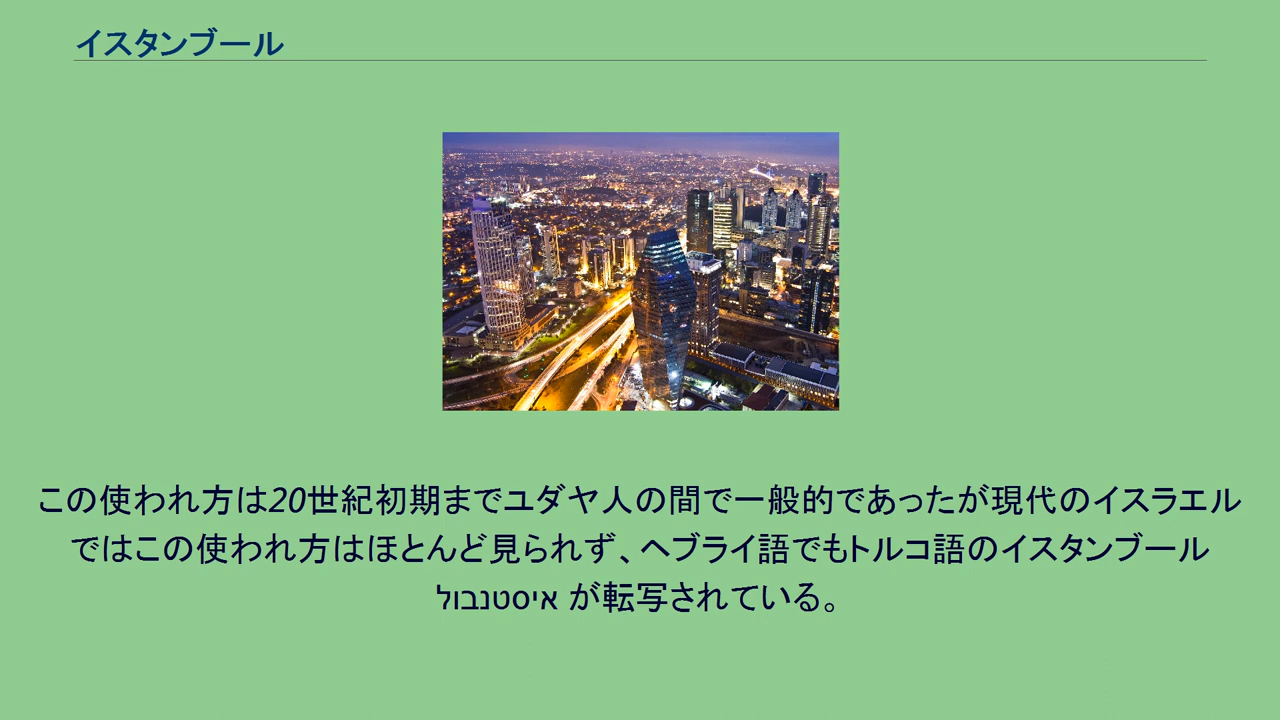 イスタンブール
この使われ方は20世紀初期までユダヤ人の間で一般的であったが現代のイスラエル
ではこの使われ方はほとんど見られず、ヘブライ語でもトルコ語のイスタンブール
איסטנבול が転写されている。